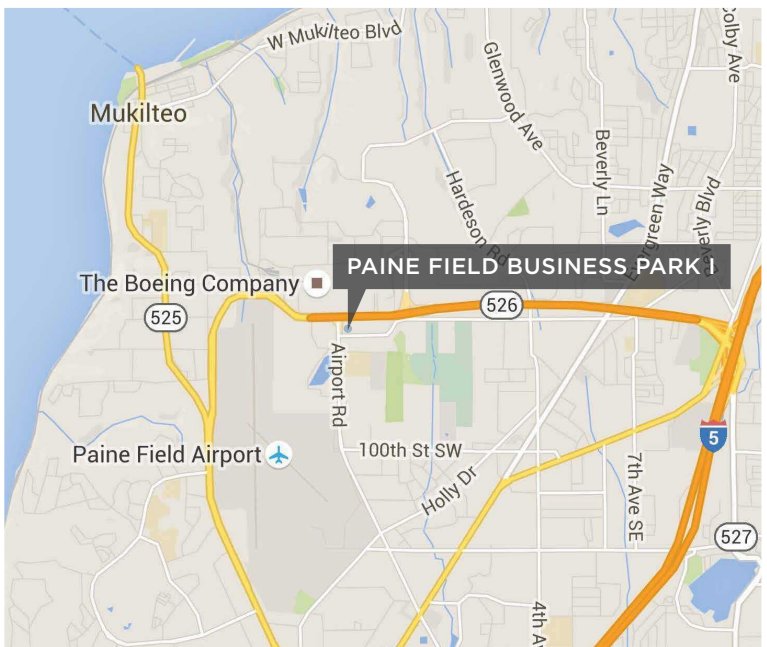 W Mukilteo Blvd
Colby Ave
Glenwood Ave
Mukilteo
Beverly Ln
Hardeson Rd
Evergreen Way
Beverly Blvd
PAINE FIELD BUSINESS PARK I
The Boeing Company
525
526
Airport Rd
5
Paine Field Airport
100th St SW
Holly Dr
7th Ave SE
527
4th Av